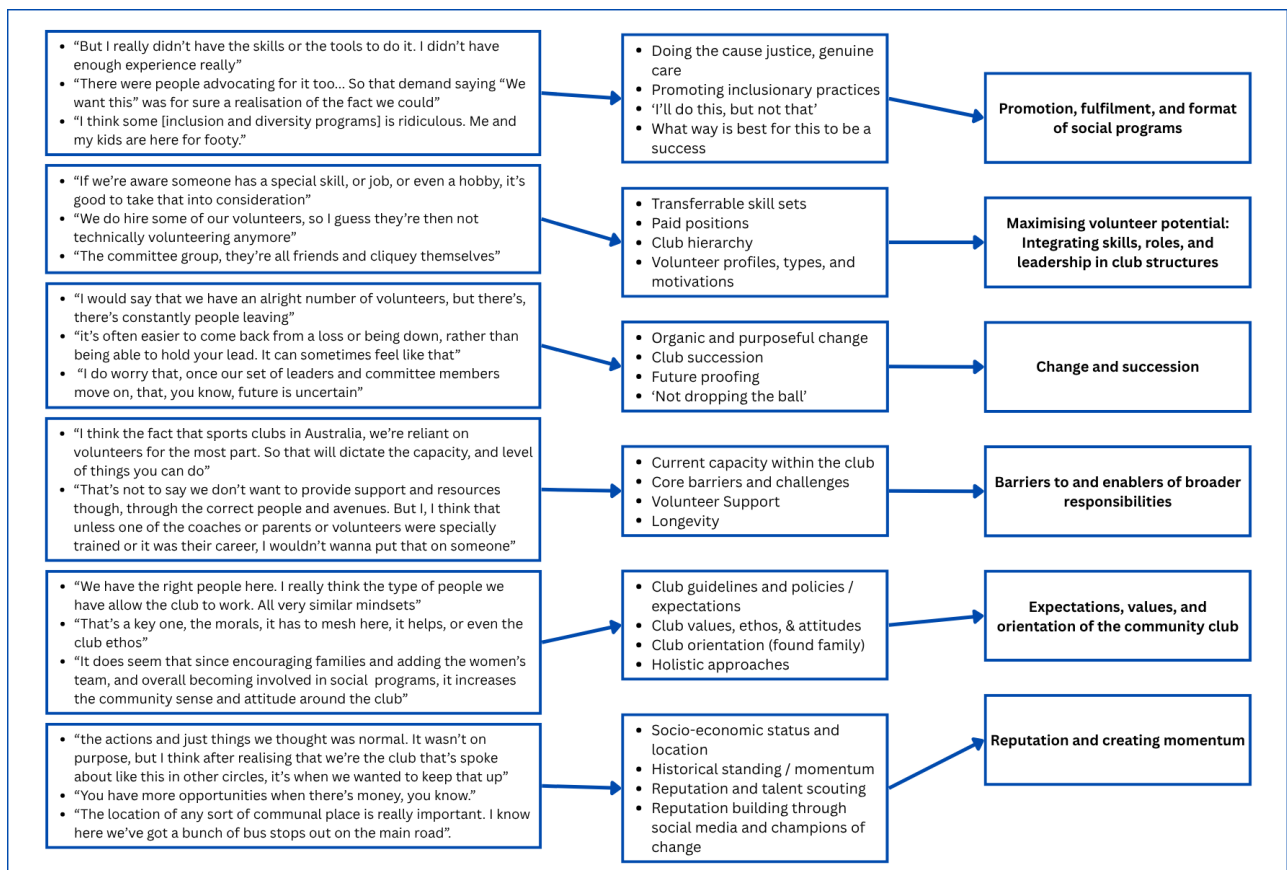 • “But I really didn’t have the skills or the tools to do it. I didn’t have
enough experience really”
• “There were people advocating for it too... So that demand saying “We
want this” was for sure a realisation of the fact we could”
• “I think some [inclusion and diversity programs] is ridiculous. Me and
my kids are here for footy.”
• Doing the cause justice, genuine
care
• Promoting inclusionary practices
• ‘I’ll do this, but not that’
• What way is best for this to be a
success
Promotion, fulfilment, and format
of social programs
• “If we’re aware someone has a special skill, or job, or even a hobby, it’s
good to take that into consideration”
• “We do hire some of our volunteers, so I guess they’re then not
technically volunteering anymore”
• “The committee group, they’re all friends and cliquey themselves”
• Transferrable skill sets
• Paid positions
• Club hierarchy
• Volunteer profiles, types, and
motivations
Maximising volunteer potential:
Integrating skills, roles, and
leadership in club structures
• “I would say that we have an alright number of volunteers, but there’s,
there’s constantly people leaving”
• “it’s often easier to come back from a loss or being down, rather than
being able to hold your lead. It can sometimes feel like that”
• “I do worry that, once our set of leaders and committee members
move on, that, you know, future is uncertain”
• Organic and purposeful change
• Club succession
• Future proofing
• ‘Not dropping the ball’
Change and succession
• “I think the fact that sports clubs in Australia, we’re reliant on
volunteers for the most part. So that will dictate the capacity, and level
of things you can do”
• “That’s not to say we don’t want to provide support and resources
though, through the correct people and avenues. But I, I think that
unless one of the coaches or parents or volunteers were specially
trained or it was their career, I wouldn’t wanna put that on someone”
• Current capacity within the club
• Core barriers and challenges
• Volunteer Support
• Longevity
Barriers to and enablers of broader
responsibilities
• “We have the right people here. I really think the type of people we
have allow the club to work. All very similar mindsets”
• “That’s a key one, the morals, it has to mesh here, it helps, or even the
club ethos”
• “It does seem that since encouraging families and adding the women’s
team, and overall becoming involved in social programs, it increases
the community sense and attitude around the club”
• Club guidelines and policies /
expectations
• Club values, ethos, & attitudes
• Club orientation (found family)
• Holistic approaches
Expectations, values, and
orientation of the community club
• “the actions and just things we thought was normal. It wasn’t on
purpose, but I think after realising that we’re the club that’s spoke
about like this in other circles, it’s when we wanted to keep that up”
• “You have more opportunities when there’s money, you know.”
• “The location of any sort of communal place is really important. I know
here we’ve got a bunch of bus stops out on the main road”.
• Socio-economic status and
location
• Historical standing / momentum
• Reputation and talent scouting
• Reputation building through
social media and champions of
change
Reputation and creating momentum